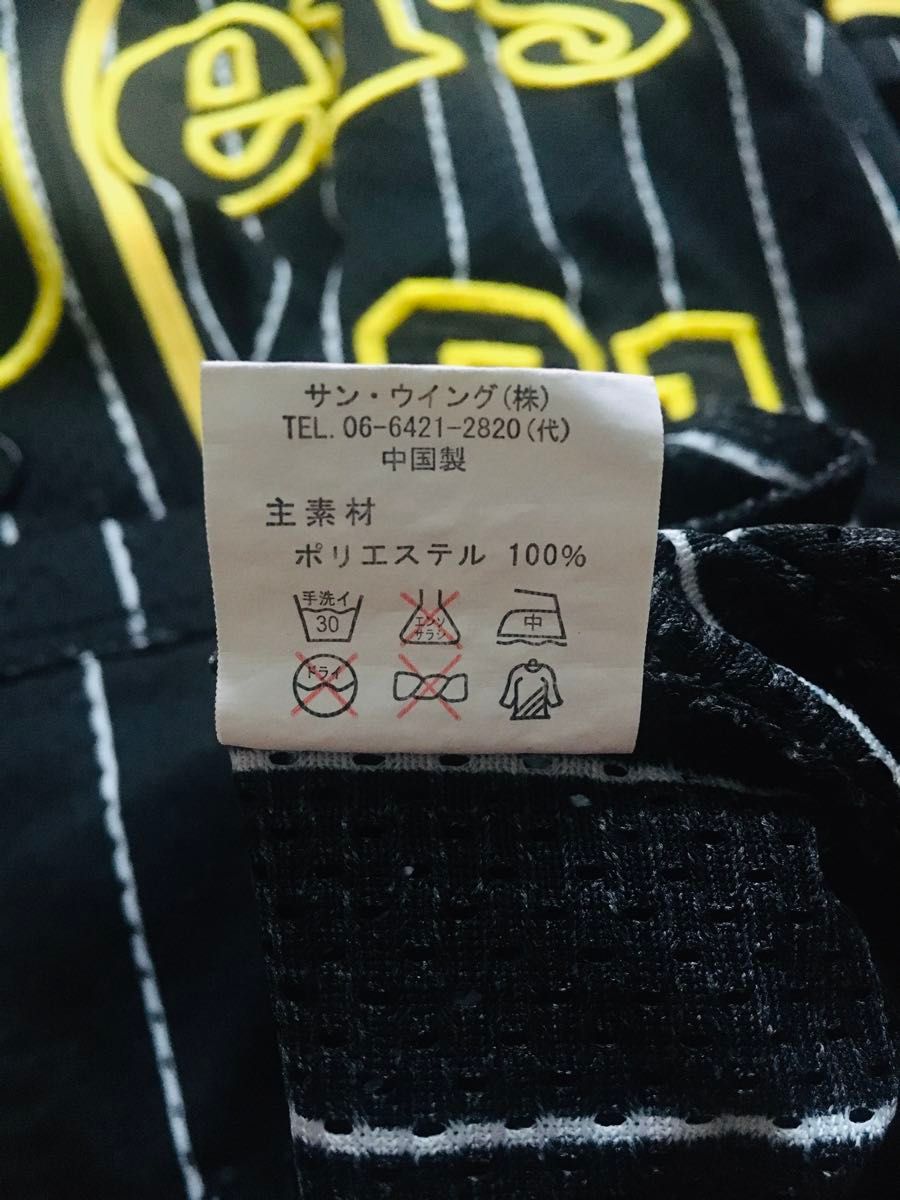 ers
サン・ウイング(株)
TEL. 06-6421-2820(代)
中国製
主素材
ポリエステル 100%
手洗イ
30
エンソ
サラシ
中
ドライ